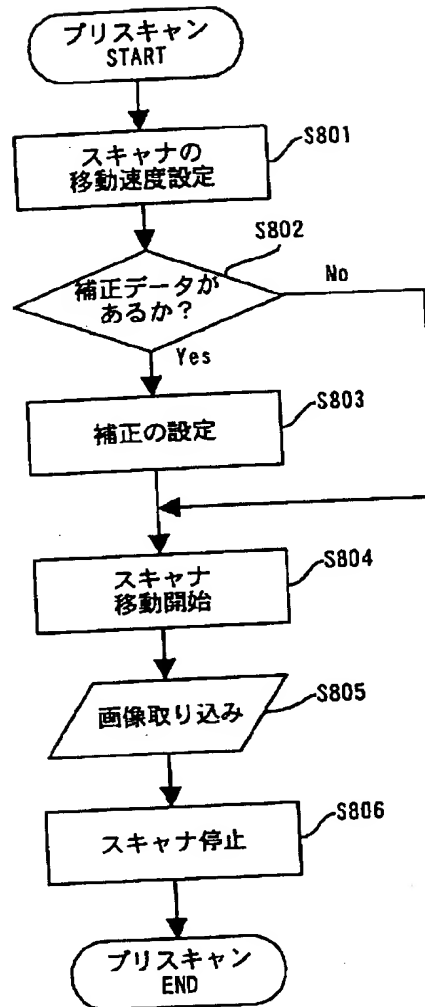 プリスキャン
START
スキャナの
移動速度設定
S801
補正データが
あるか？
S802
No
Yes
補正の設定
S803
スキャナ
移動開始
S804
画像取り込み
S805
スキャナ停止
S806
プリスキャン
END